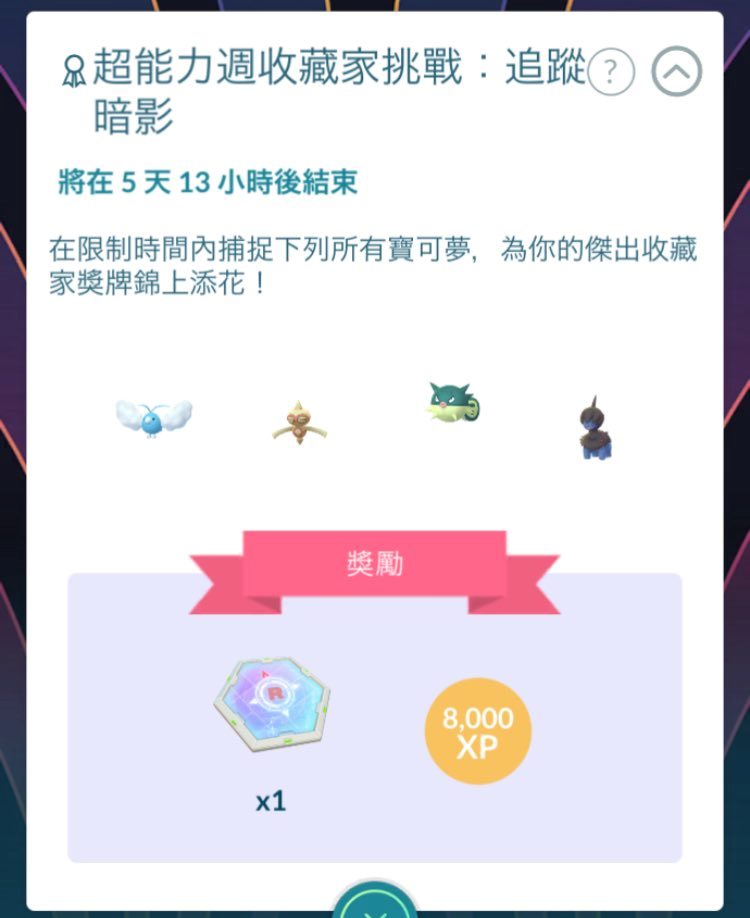 超能力週收藏家挑戰：追蹤
?
暗影
將在 5 天 13 小時後結束
在限制時間內捕捉下列所有寶可夢，為你的傑出收藏
家獎牌錦上添花！
獎勵
R
8,000
XP
x1